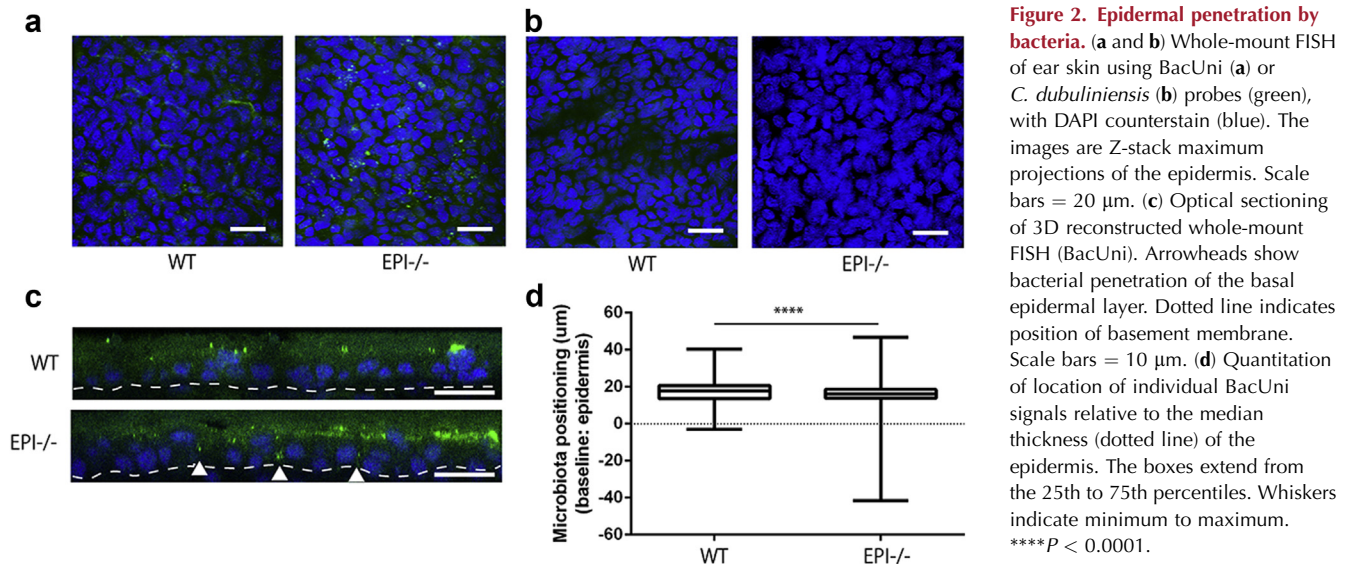 a
b
WT
EPI-/-
WT
EPI-/-
c
WT
EPI-/-
d
Microbiota positioning (um)
(baseline: epidermis)
60
40
20
0
-20
-40
-60
****
WT
EPI-/-
Figure 2. Epidermal penetration by
bacteria. (a and b) Whole-mount FISH
of ear skin using BacUni (a) or
C. dubuliniensis (b) probes (green),
with DAPI counterstain (blue). The
images are Z-stack maximum
projections of the epidermis. Scale
bars = 20 μm. (c) Optical sectioning
of 3D reconstructed whole-mount
FISH (BacUni). Arrowheads show
bacterial penetration of the basal
epidermal layer. Dotted line indicates
position of basement membrane.
Scale bars = 10 μm. (d) Quantitation
of location of individual BacUni
signals relative to the median
thickness (dotted line) of the
epidermis. The boxes extend from
the 25th to 75th percentiles. Whiskers
indicate minimum to maximum.
****P < 0.0001.